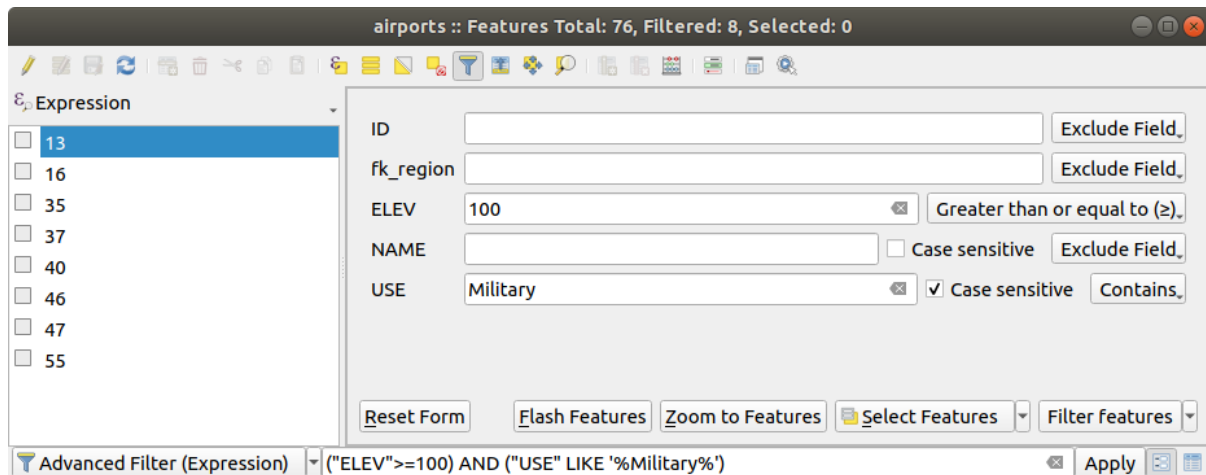 airports :: Features Total: 76, Filtered: 8, Selected: 0
Expression
13
16
35
37
40
46
47
55
ID Exclude Field
fk_region Exclude Field
ELEV 100 Greater than or equal to (≥)
NAME Case sensitive Exclude Field
USE Military Case sensitive Contains
Reset Form Flash Features Zoom to Features Select Features Filter features
Advanced Filter (Expression) ("ELEV">=100) AND ("USE" LIKE '%Military%') Apply